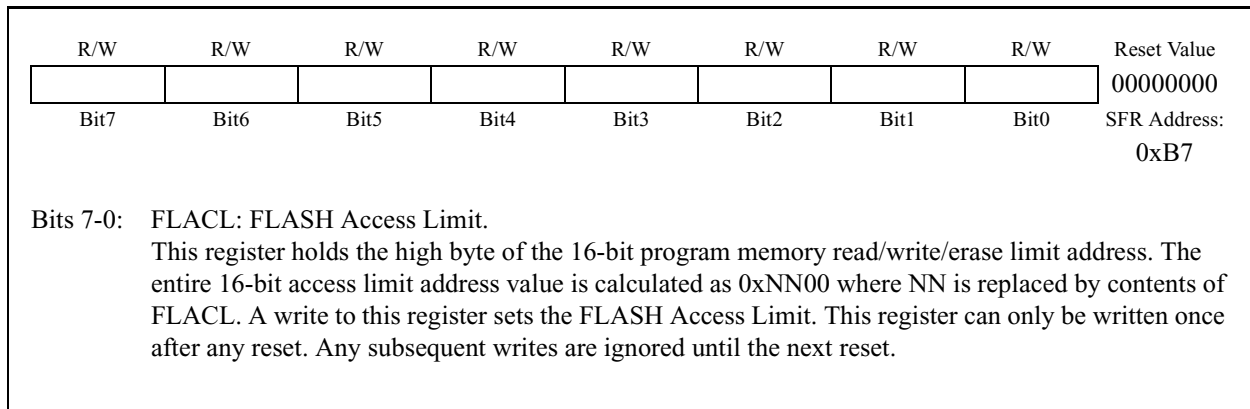 R/W R/W R/W R/W R/W R/W R/W R/W Reset Value
00000000
Bit7 Bit6 Bit5 Bit4 Bit3 Bit2 Bit1 Bit0 SFR Address:
0xB7
Bits 7-0: FLACL: FLASH Access Limit.
This register holds the high byte of the 16-bit program memory read/write/erase limit address. The
entire 16-bit access limit address value is calculated as 0xNN00 where NN is replaced by contents of
FLACL. A write to this register sets the FLASH Access Limit. This register can only be written once
after any reset. Any subsequent writes are ignored until the next reset.